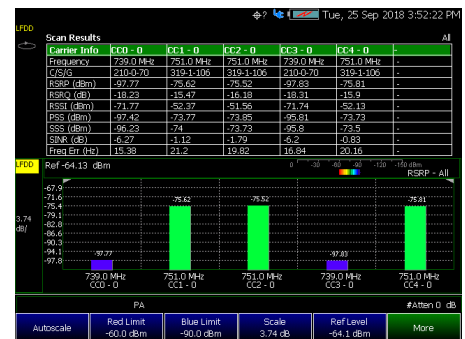 Tue, 25 Sep 2018 3:52:22 PM
LFDD
Scan Results All
Carrier Info CC0 - 0 CC1 - 0 CC2 - 0 CC3 - 0 CC4 - 0 -
Frequency 739.0 MHz 751.0 MHz 751.0 MHz 739.0 MHz 751.0 MHz -
C/S/G 210-0-70 319-1-106 319-1-106 210-0-70 319-1-106 -
RSRP (dBm) -97.77 -75.62 -75.52 -97.83 -75.81 -
RSRQ (dB) -18.23 -15.47 -16.18 -18.31 -15.9 -
RSSI (dBm) -71.77 -52.37 -51.56 -71.74 -52.13 -
PSS (dBm) -97.42 -73.77 -73.85 -95.81 -73.71 -
SSS (dBm) -96.23 -74 -73.73 -95.8 -73.5 -
SINR (dB) -6.27 -1.12 -1.79 -6.2 -0.83 -
Freq Err (Hz) 15.38 21.2 19.82 16.84 20.16 -
LFDD
Ref -64.13 dBm 0 -30 -60 -90 -120 -150 dBm
RSRP - All
-67.9
-71.6
-75.4
-79.1
-82.8
-86.6
-90.3
-94.1
-97.8
3.74
dB/
-97.77 -75.62 -75.52 -97.83 -75.81
739.0 MHz 751.0 MHz 751.0 MHz 739.0 MHz 751.0 MHz
CC0 - 0 CC1 - 0 CC2 - 0 CC3 - 0 CC4 - 0
PA #Atten 0 dB
Autoscale
Red Limit
-60.0 dBm
Blue Limit
-90.0 dBm
Scale
3.74 dB
Ref Level
-64.1 dBm
More